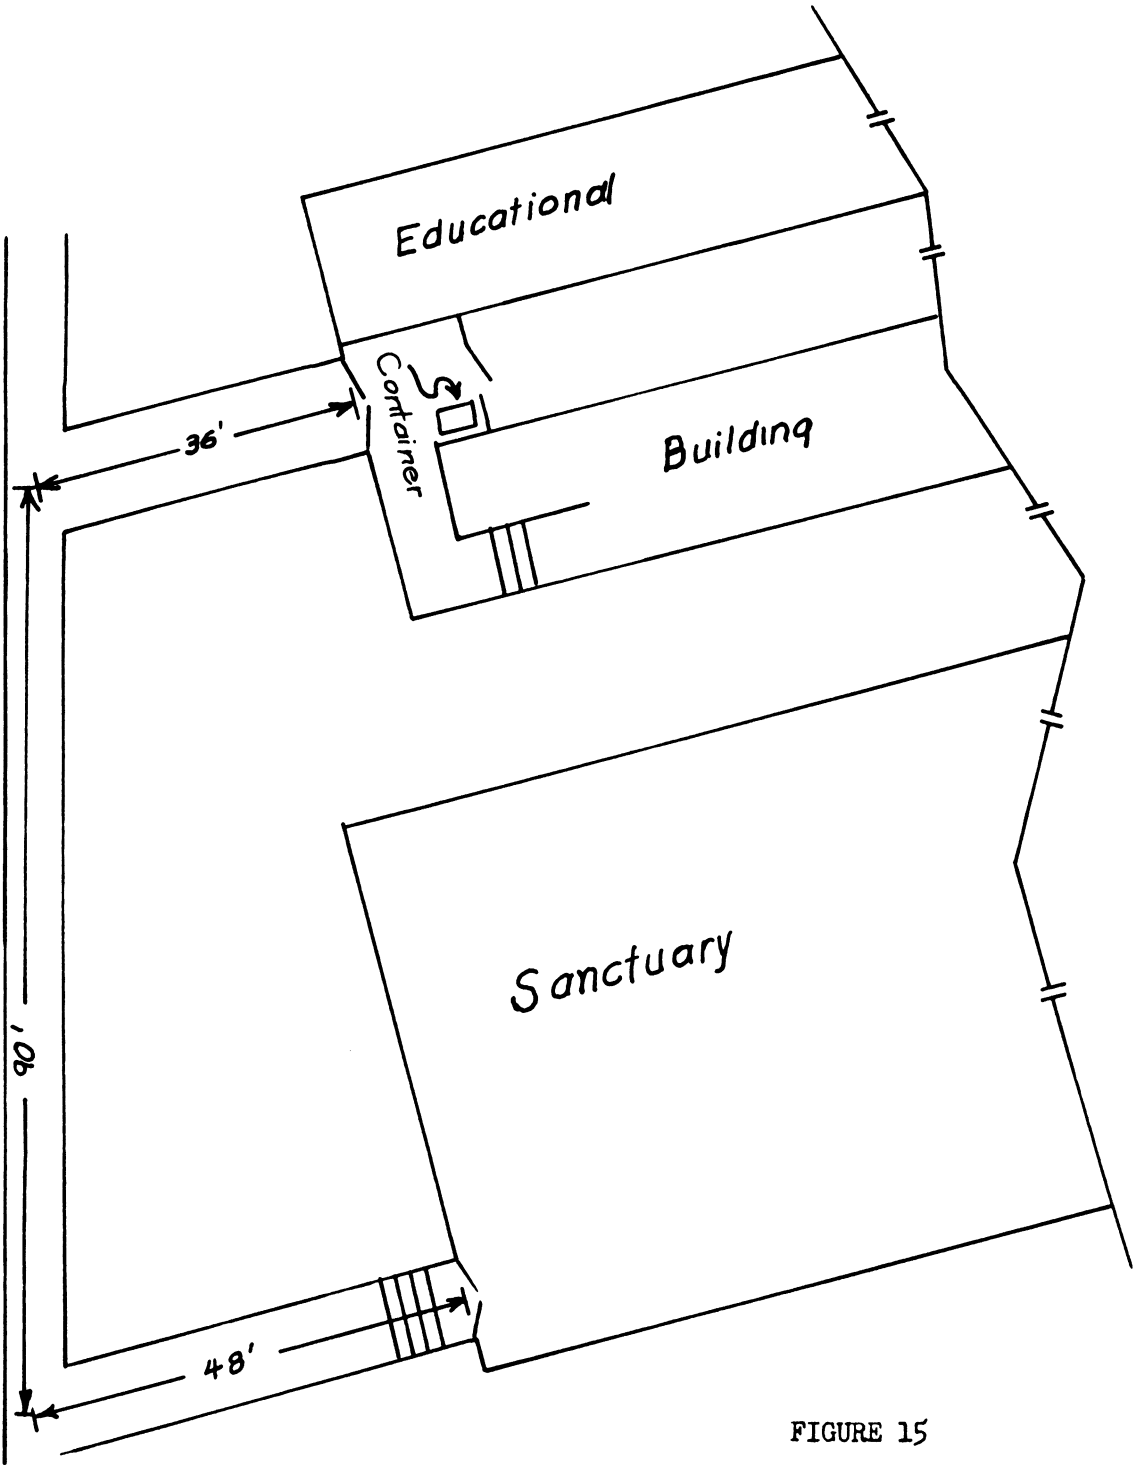 Educational
Container
36'
Building
90'
Sanctuary
48'
FIGURE 15